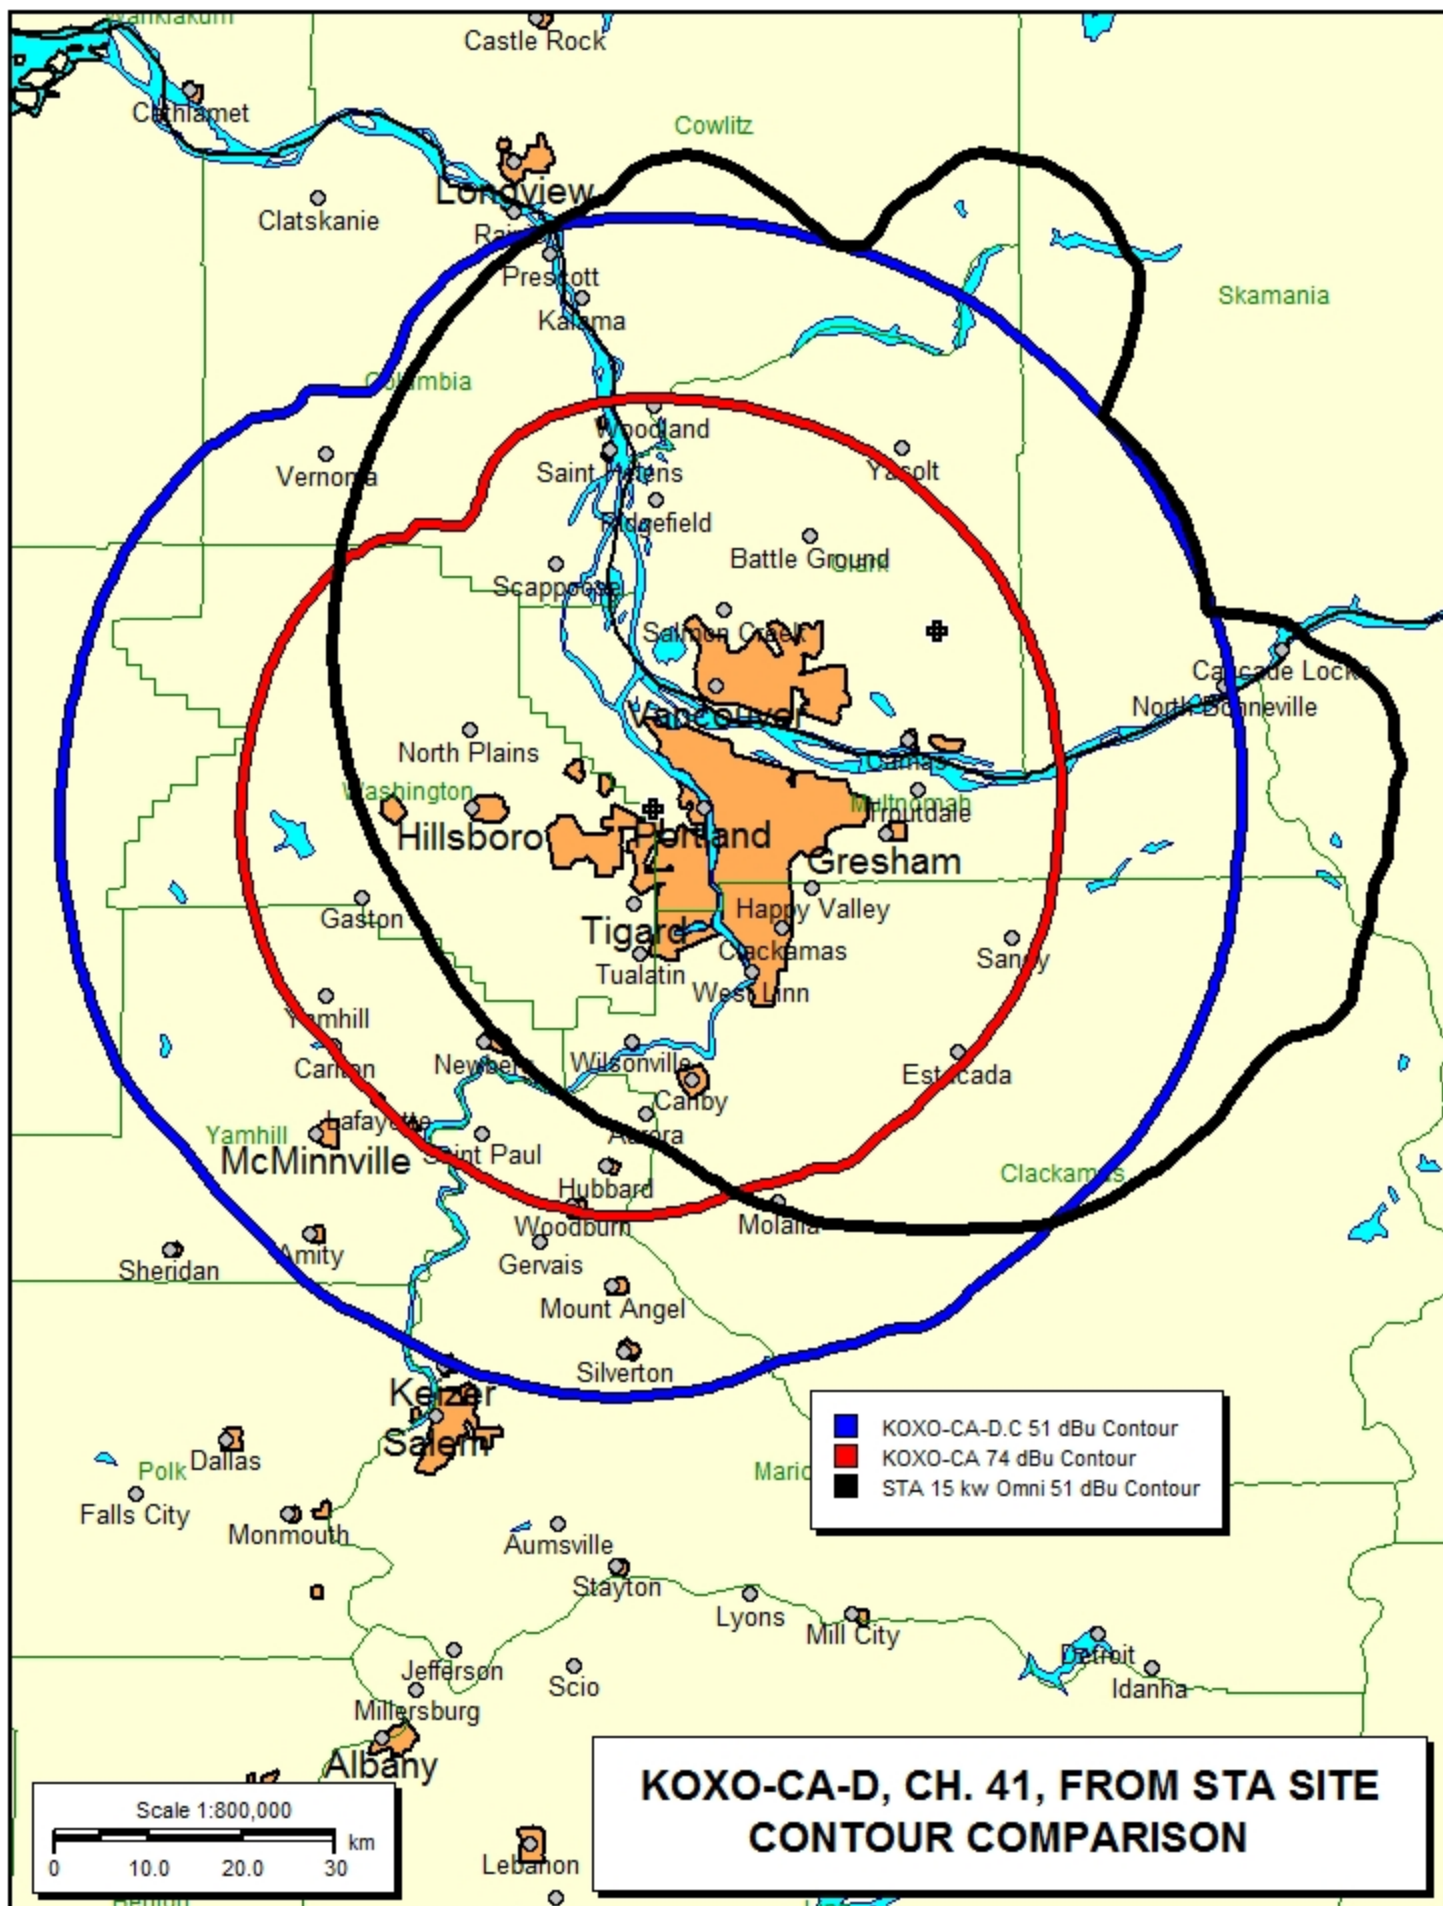 Wahkiakum
Castle Rock
Cathlamet
Cowlitz
Longview
Clatskanie
Rainier
Prescott
Skamania
Kalama
Columbia
Woodland
Vernonia
Saint Helens
Yacolt
Ridgefield
Battle Ground
Clark
Scappoose
Salmon Creek
Cascade Locks
North Bonneville
Vancouver
North Plains
Camas
Washington
Multnomah
Troutdale
Hillsboro
Portland
Gresham
Gaston
Happy Valley
Tigard
Clackamas
Sandy
Tualatin
West Linn
Yamhill
Carlton
Newberg
Wilsonville
Estacada
Canby
Lafayette
Aurora
Yamhill
McMinnville
Saint Paul
Clackamas
Hubbard
Woodburn
Molalla
Amity
Gervais
Sheridan
Mount Angel
Silverton
Keizer
Salem
KOXO-CA-D.C 51 dBu Contour
KOXO-CA 74 dBu Contour
STA 15 kw Omni 51 dBu Contour
Dallas
Polk
Falls City
Monmouth
Aumsville
Stayton
Lyons
Mill City
Detroit
Idanha
Jefferson
Scio
Millersburg
Albany
KOXO-CA-D, CH. 41, FROM STA SITE
CONTOUR COMPARISON
Scale 1:800,000
km
0 10.0 20.0 30
Lebanon
Benton